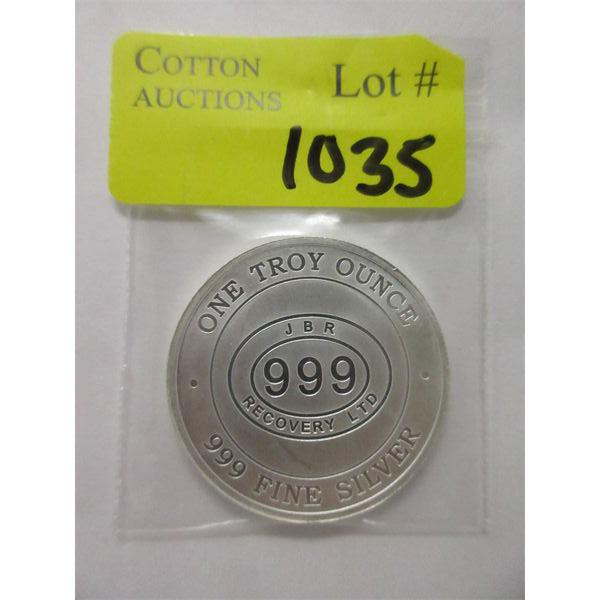 COTTON
AUCTIONS
Lot #
1035
ONE TROY OUNCE
JBR
999
RECOVERY LTD
999 FINE SILVER